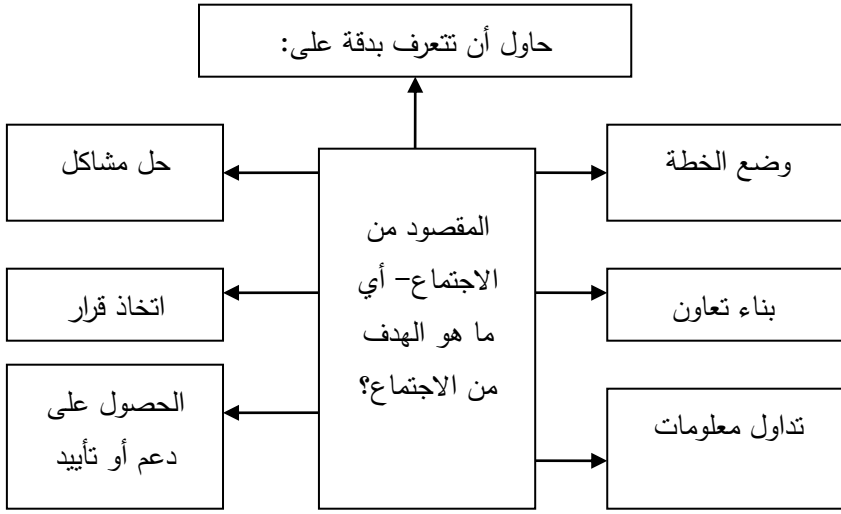 حاول أن تتعرف بدقة على:
وضع الخطة
حل مشاكل
المقصود من
الاجتماع– أي
ما هو الهدف
من الاجتماع؟
بناء تعاون
اتخاذ قرار
تداول معلومات
الحصول على
دعم أو تأييد